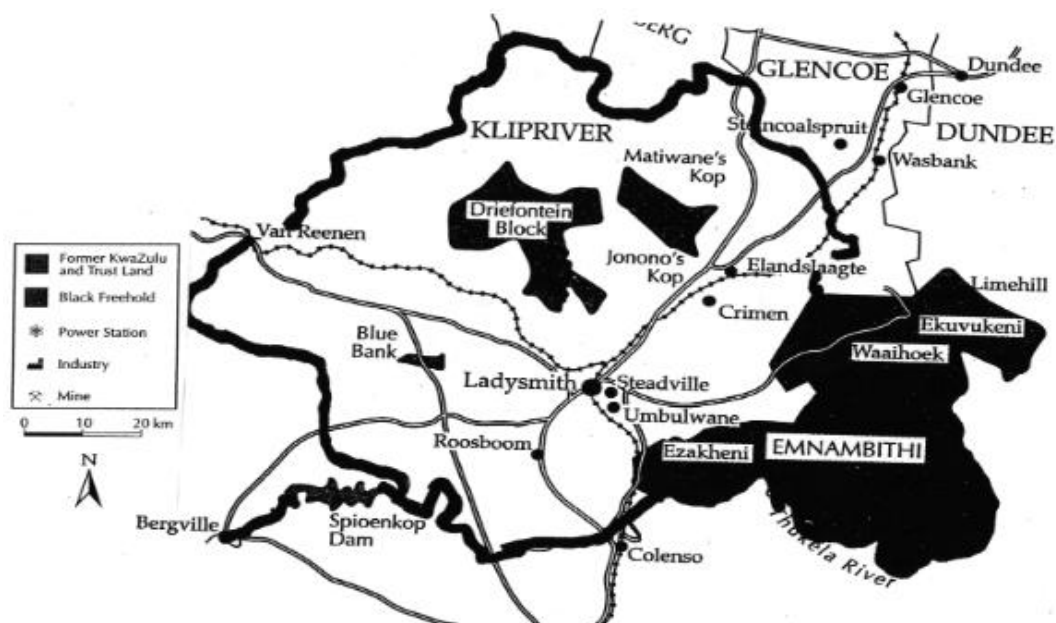 BERG
GLENCOE
Dundee
Glencoe
KLIPRIVER
DUNDEE
Matiwane's
Kop
Wasbank
Driefontein
Block
Van Reenen
Jonono's
Kop
Elandslaagte
Limehill
Crimen
Ekuvukeni
Waaihoek
Blue
Bank
Ladysmith
Steadville
Umbulwane
Roosboom
Ezakheni
EMNAMBITHI
Bergville
Spioenkop
Dam
Colenso
Thukela River
Former KwaZulu
and Trust Land
Black Freehold
Power Station
Industry
Mine
0 10 20 km
N